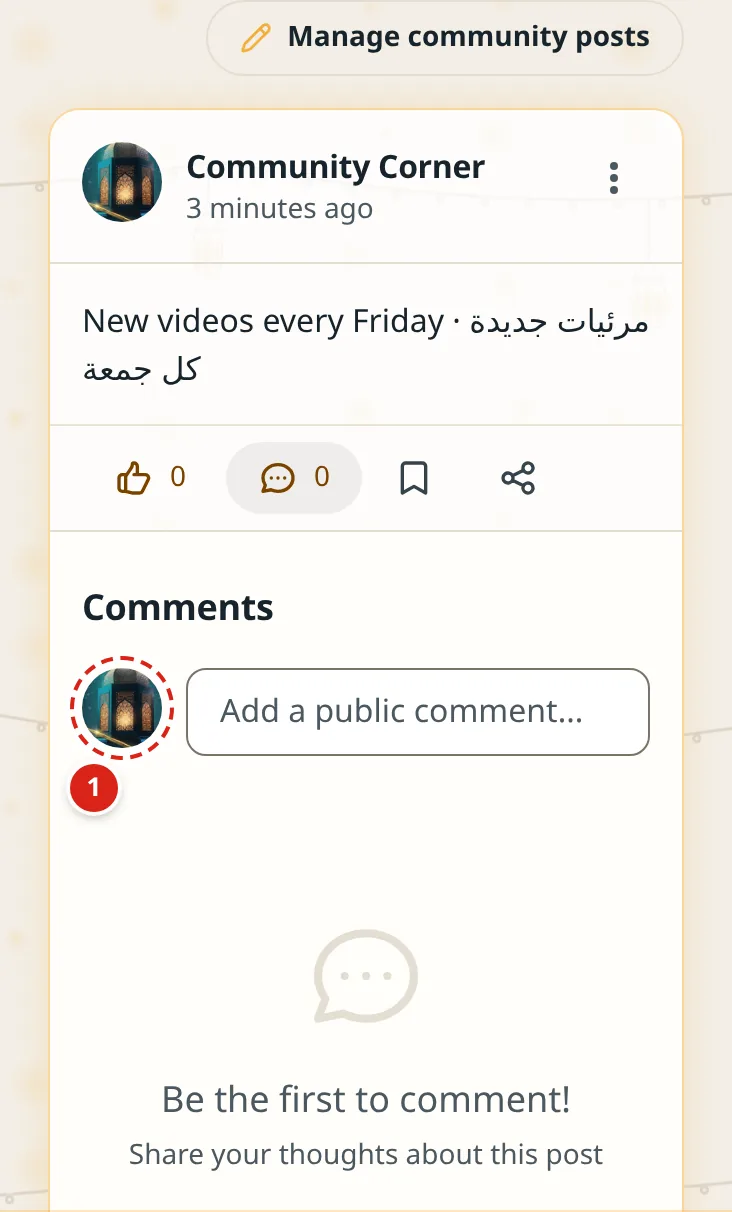 Manage community posts
Community Corner
3 minutes ago
New videos every Friday · مرئيات جديدة
كل جمعة
0
0
Comments
Add a public comment...
1
Be the first to comment!
Share your thoughts about this post